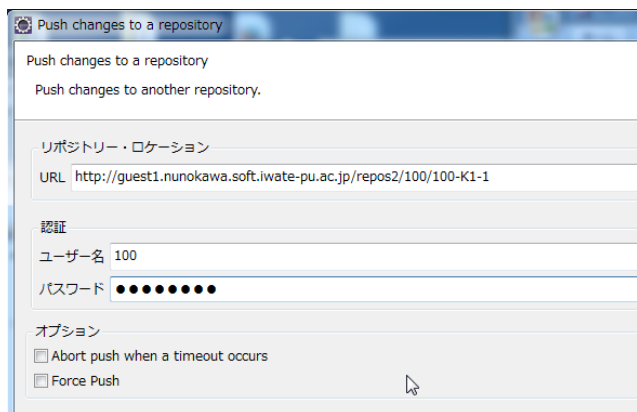 Push changes to a repository
Push changes to a repository
Push changes to another repository.
リポジトリー・ロケーション
URL http://guest1.nunokawa.soft.iwate-pu.ac.jp/repos2/100/100-K1-1
認証
ユーザー名 100
パスワード ●●●●●●●●
オプション
Abort push when a timeout occurs
Force Push